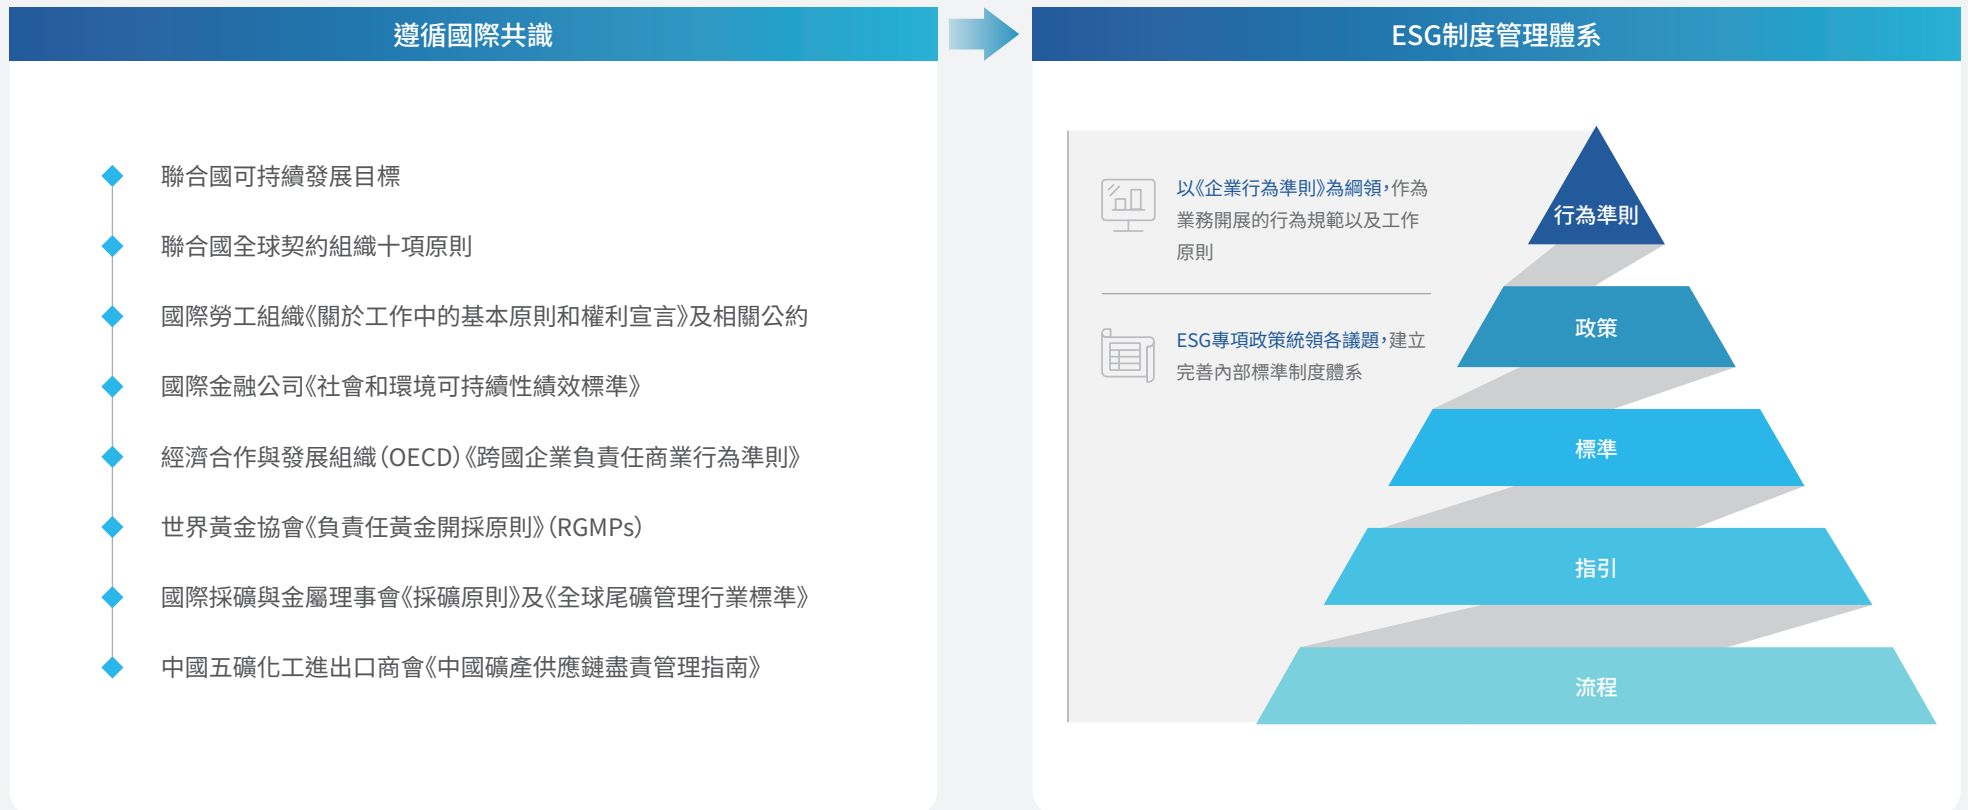 遵循國際共識
聯合國可持續發展目標
聯合國全球契約組織十項原則
國際勞工組織《關於工作中的基本原則和權利宣言》及相關公約
國際金融公司《社會和環境可持續性績效標準》
經濟合作與發展組織（OECD）《跨國企業負責任商業行為準則》
世界黃金協會《負責任黃金開採原則》（RGMPs）
國際採礦與金屬理事會《採礦原則》及《全球尾礦管理行業標準》
中國五礦化工進出口商會《中國礦產供應鏈盡責管理指南》
ESG制度管理體系
以《企業行為準則》為綱領，作為
業務開展的行為規範以及工作
原則
ESG專項政策統領各議題，建立
完善內部標準制度體系
行為準則
政策
標準
指引
流程